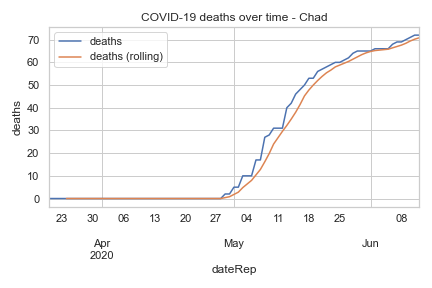 COVID-19 deaths over time - Chad
deaths
deaths (rolling)
70
60
50
40
30
20
10
0
deaths
23 30 06 13 20 27 04 11 18 25 08
Apr May Jun
2020
dateRep